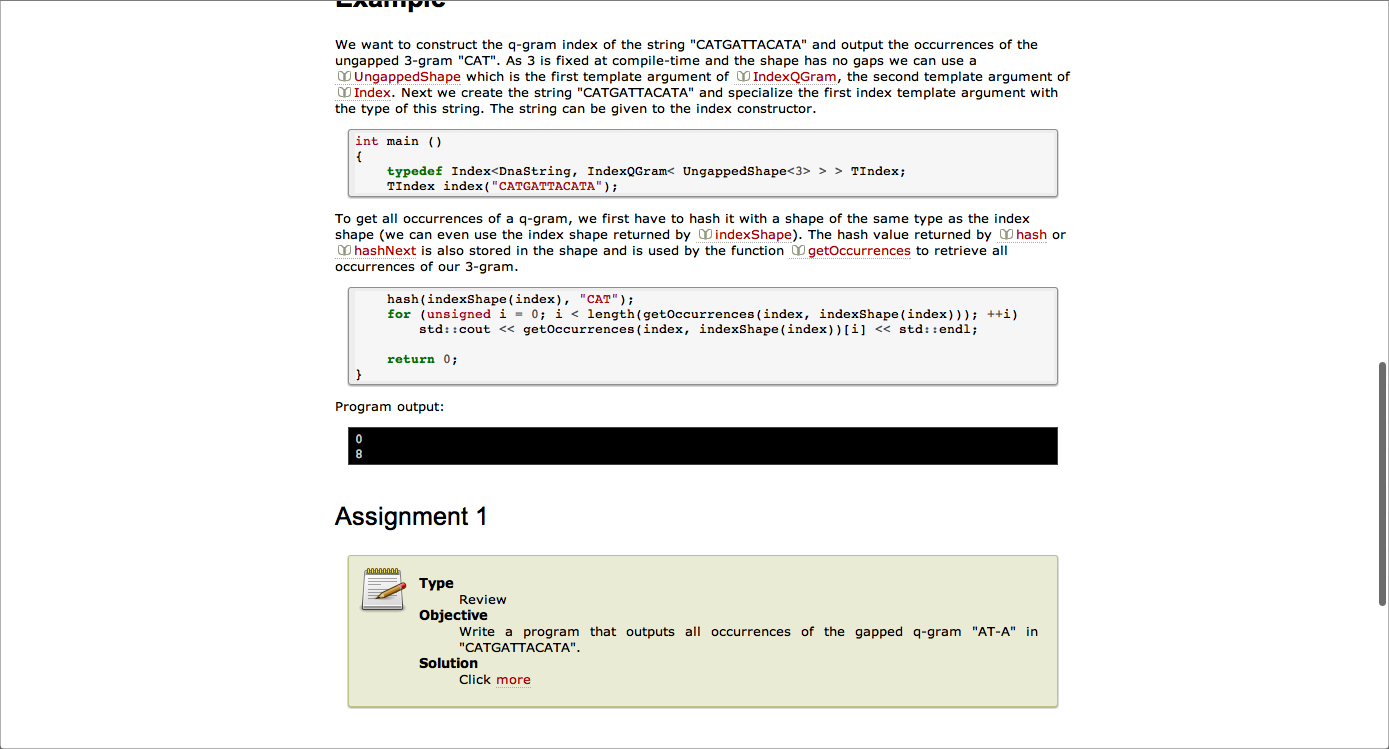 Example
We want to construct the q-gram index of the string "CATGATTACATA" and output the occurrences of the
ungapped 3-gram "CAT". As 3 is fixed at compile-time and the shape has no gaps we can use a
UngappedShape which is the first template argument of IndexQGram, the second template argument of
Index. Next we create the string "CATGATTACATA" and specialize the first index template argument with
the type of this string. The string can be given to the index constructor.
int main ()
{
    typedef Index<DnaString, IndexQGram< UngappedShape<3> > > TIndex;
    TIndex index("CATGATTACATA");
To get all occurrences of a q-gram, we first have to hash it with a shape of the same type as the index
shape (we can even use the index shape returned by indexShape). The hash value returned by hash or
hashNext is also stored in the shape and is used by the function getOccurrences to retrieve all
occurrences of our 3-gram.
    hash(indexShape(index), "CAT");
    for (unsigned i = 0; i < length(getOccurrences(index, indexShape(index))); ++i)
        std::cout << getOccurrences(index, indexShape(index))[i] << std::endl;
    return 0;
}
Program output:
0
8
Assignment 1
Type
Review
Objective
Write a program that outputs all occurrences of the gapped q-gram "AT-A" in
"CATGATTACATA".
Solution
Click more